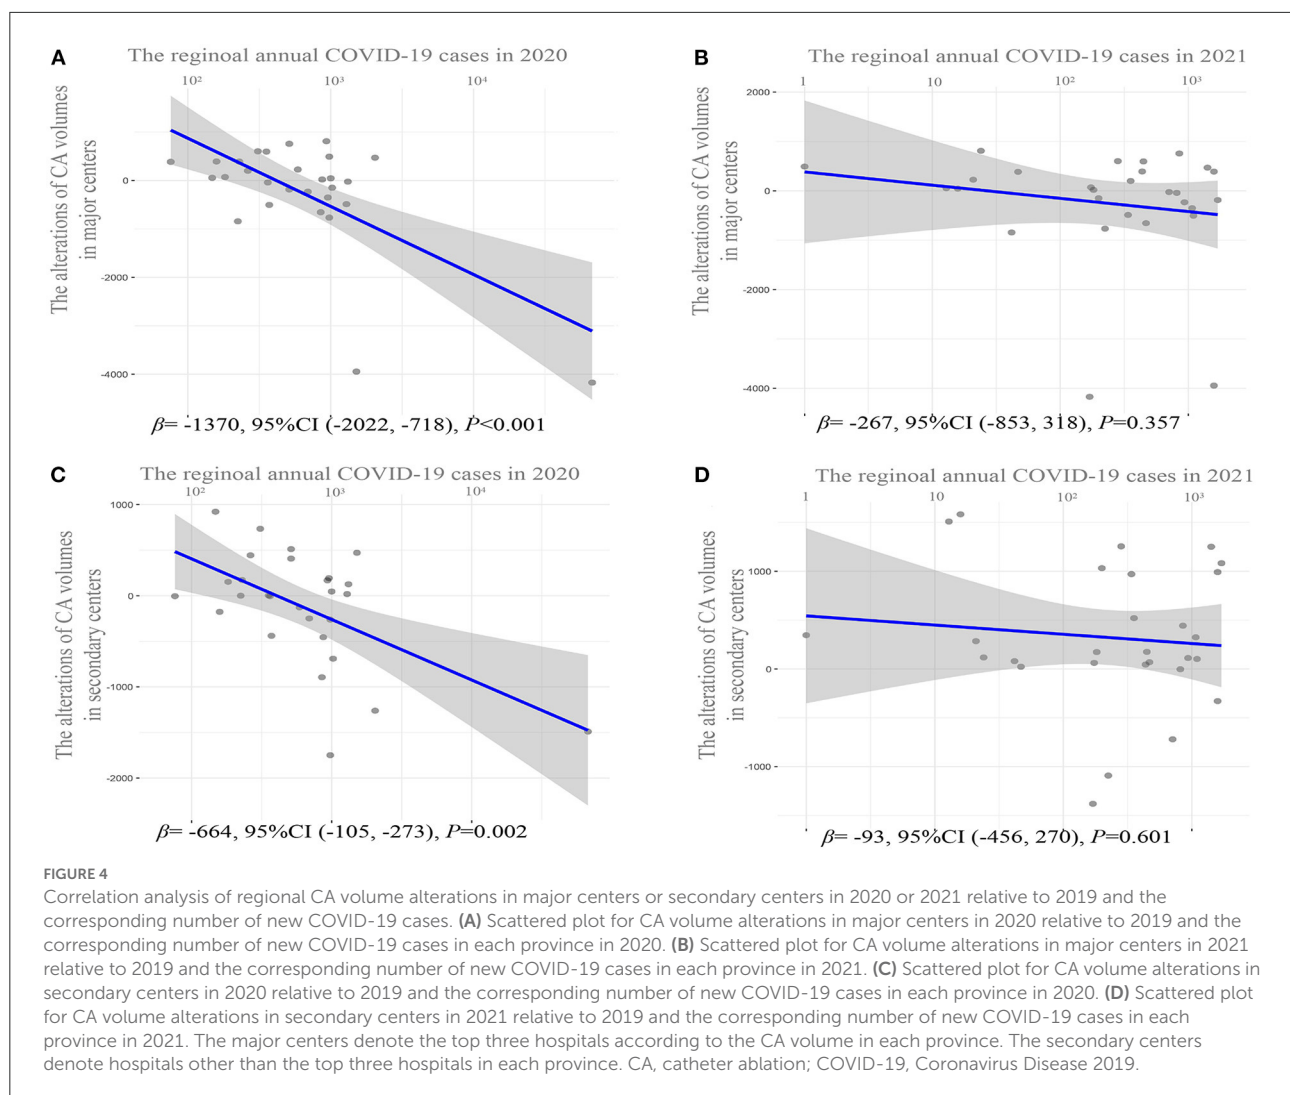 A
The reginoal annual COVID-19 cases in 2020
10²
10³
10⁴
The alterations of CA volumes
in major centers
0
-2000
-4000
β= -1370, 95%CI (-2022, -718), P<0.001
B
The reginoal annual COVID-19 cases in 2021
1
10
10²
10³
The alterations of CA volumes
in major centers
2000
0
-2000
-4000
β= -267, 95%CI (-853, 318), P=0.357
C
The reginoal annual COVID-19 cases in 2020
10²
10³
10⁴
The alterations of CA volumes
in secondary centers
1000
0
-1000
-2000
β= -664, 95%CI (-105, -273), P=0.002
D
The reginoal annual COVID-19 cases in 2021
1
10
10²
10³
The alterations of CA volumes
in secondary centers
1000
0
-1000
β= -93, 95%CI (-456, 270), P=0.601
FIGURE 4
Correlation analysis of regional CA volume alterations in major centers or secondary centers in 2020 or 2021 relative to 2019 and the
corresponding number of new COVID-19 cases. (A) Scattered plot for CA volume alterations in major centers in 2020 relative to 2019 and the
corresponding number of new COVID-19 cases in each province in 2020. (B) Scattered plot for CA volume alterations in major centers in 2021
relative to 2019 and the corresponding number of new COVID-19 cases in each province in 2021. (C) Scattered plot for CA volume alterations in
secondary centers in 2020 relative to 2019 and the corresponding number of new COVID-19 cases in each province in 2020. (D) Scattered plot
for CA volume alterations in secondary centers in 2021 relative to 2019 and the corresponding number of new COVID-19 cases in each
province in 2021. The major centers denote the top three hospitals according to the CA volume in each province. The secondary centers
denote hospitals other than the top three hospitals in each province. CA, catheter ablation; COVID-19, Coronavirus Disease 2019.